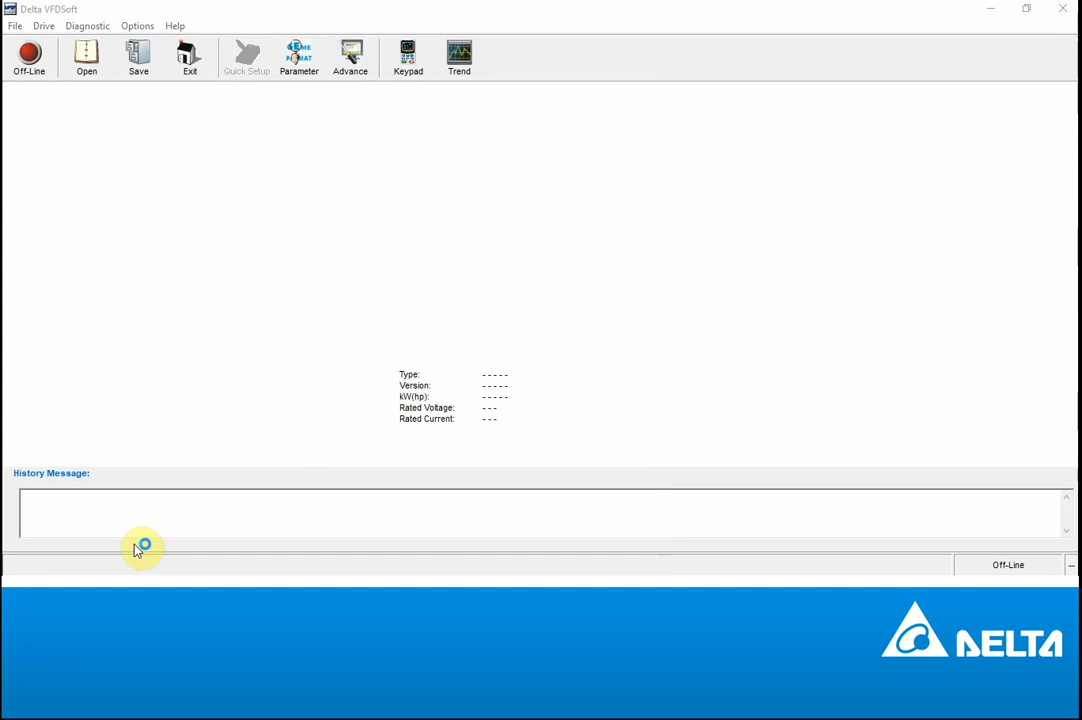 Delta VFDSoft
File Drive Diagnostic Options Help
Off-Line Open Save Exit Quick Setup Parameter Advance Keypad Trend
Type: -----
Version: -----
kW(hp): -----
Rated Voltage: ---
Rated Current: ---
History Message:
Off-Line --
DELTA